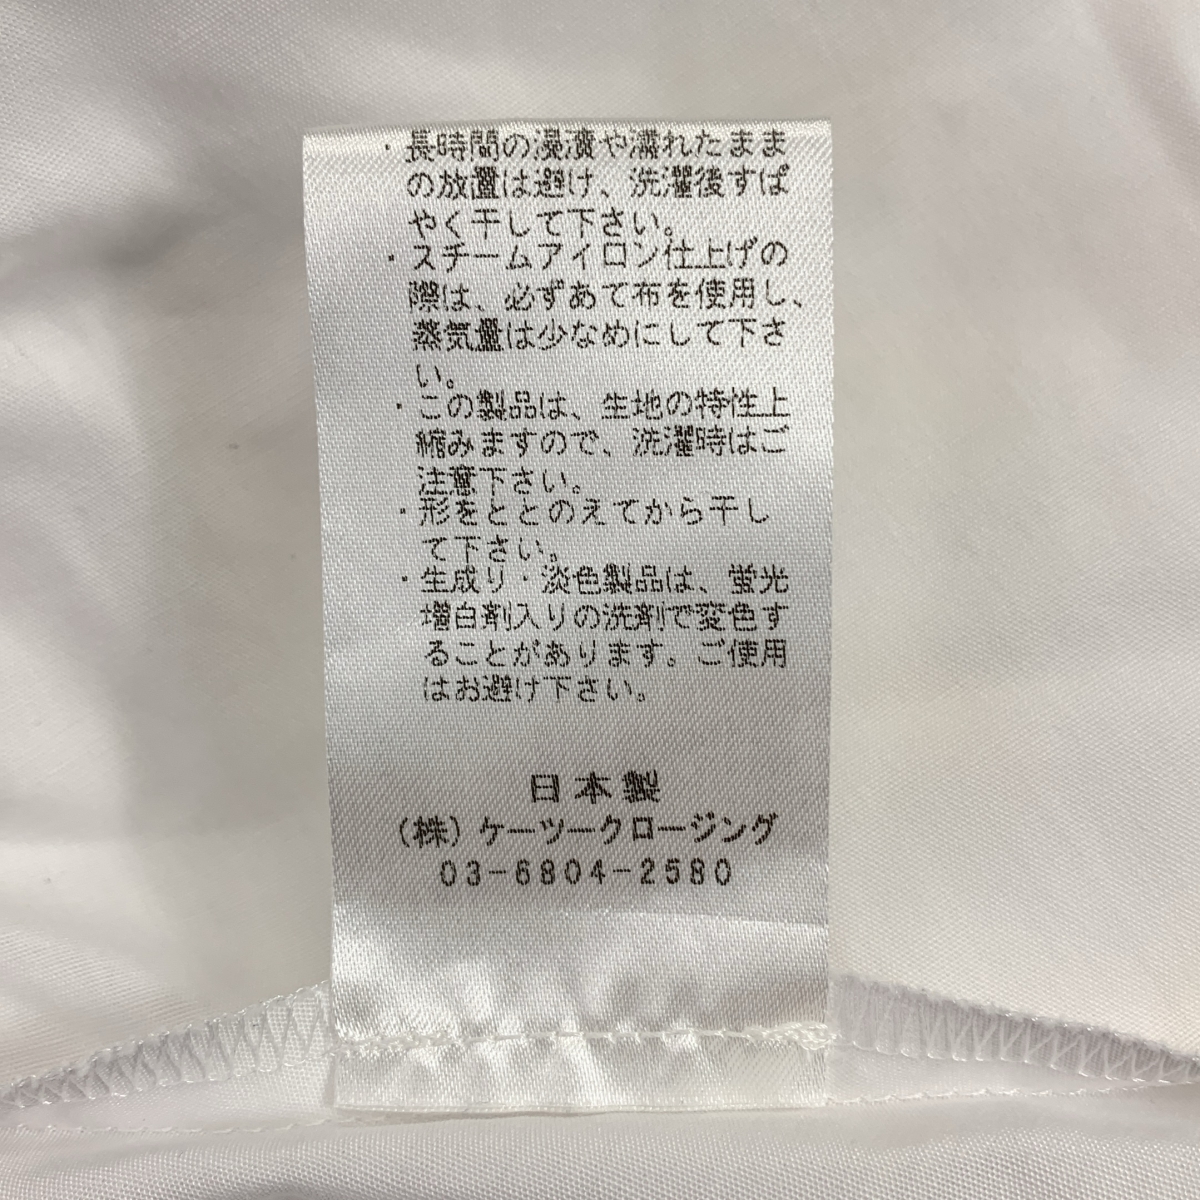 ・長時間の浸漬や濡れたまま
の放置は避け、洗濯後すば
やく干して下さい。
・スチームアイロン仕上げの
際は、必ずあて布を使用し、
蒸気量は少なめにして下さ
い。
・この製品は、生地の特性上
縮みますので、洗濯時はご
注意下さい。
・形をととのえてから干し
て下さい。
・生成り・淡色製品は、蛍光
増白剤入りの洗剤で変色す
ることがあります。ご使用
はお避け下さい。
日本製
(株)ケーツークロージング
03-6804-2580